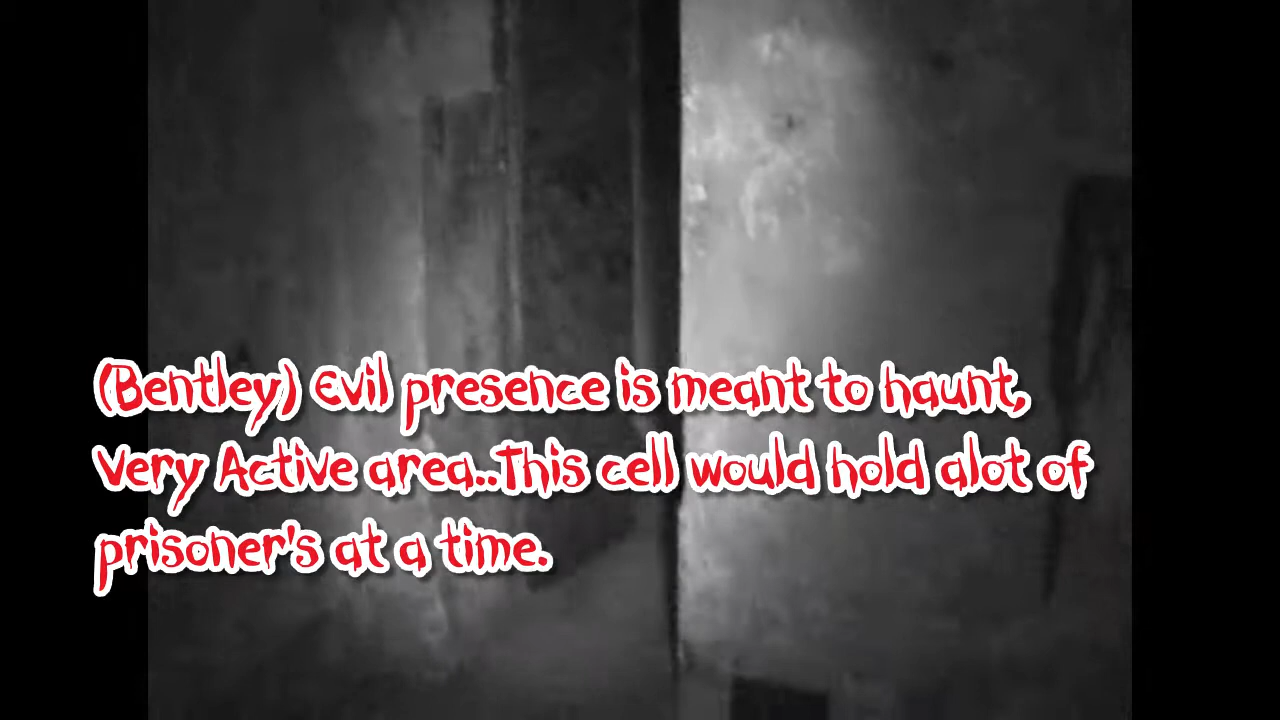 (Bentley) Evil presence is meant to haunt,
very Active area..This cell would hold alot of
prisoner's at a time.